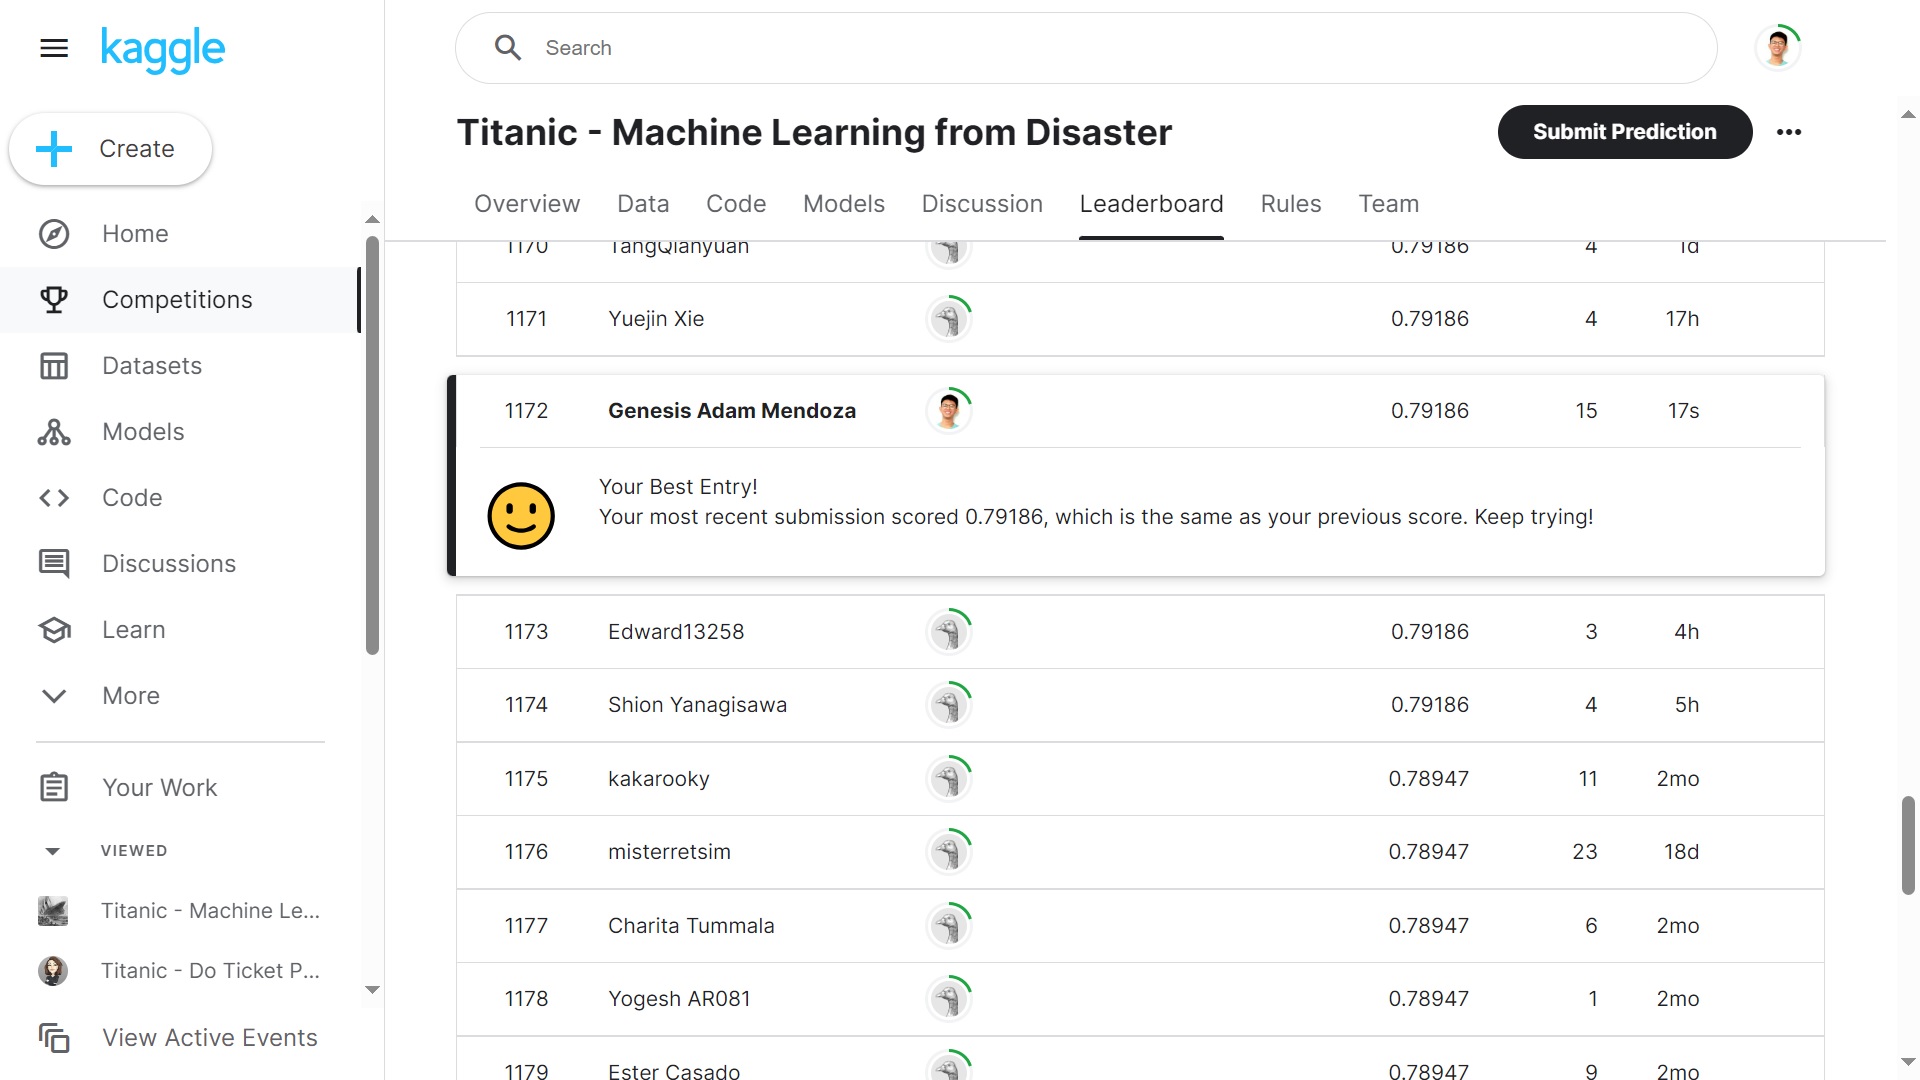 kaggle
Search
Create
Titanic - Machine Learning from Disaster
Submit Prediction
Overview Data Code Models Discussion Leaderboard Rules Team
Home
Competitions
Datasets
Models
Code
Discussions
Learn
More
Your Work
VIEWED
Titanic - Machine Le...
Titanic - Do Ticket P...
View Active Events
1170 TangQianyuan 0.79186 4 1d
1171 Yuejin Xie 0.79186 4 17h
1172 Genesis Adam Mendoza 0.79186 15 17s
Your Best Entry!
Your most recent submission scored 0.79186, which is the same as your previous score. Keep trying!
1173 Edward13258 0.79186 3 4h
1174 Shion Yanagisawa 0.79186 4 5h
1175 kakarooky 0.78947 11 2mo
1176 misterretsim 0.78947 23 18d
1177 Charita Tummala 0.78947 6 2mo
1178 Yogesh AR081 0.78947 1 2mo
1179 Ester Casado 0.78947 9 2mo